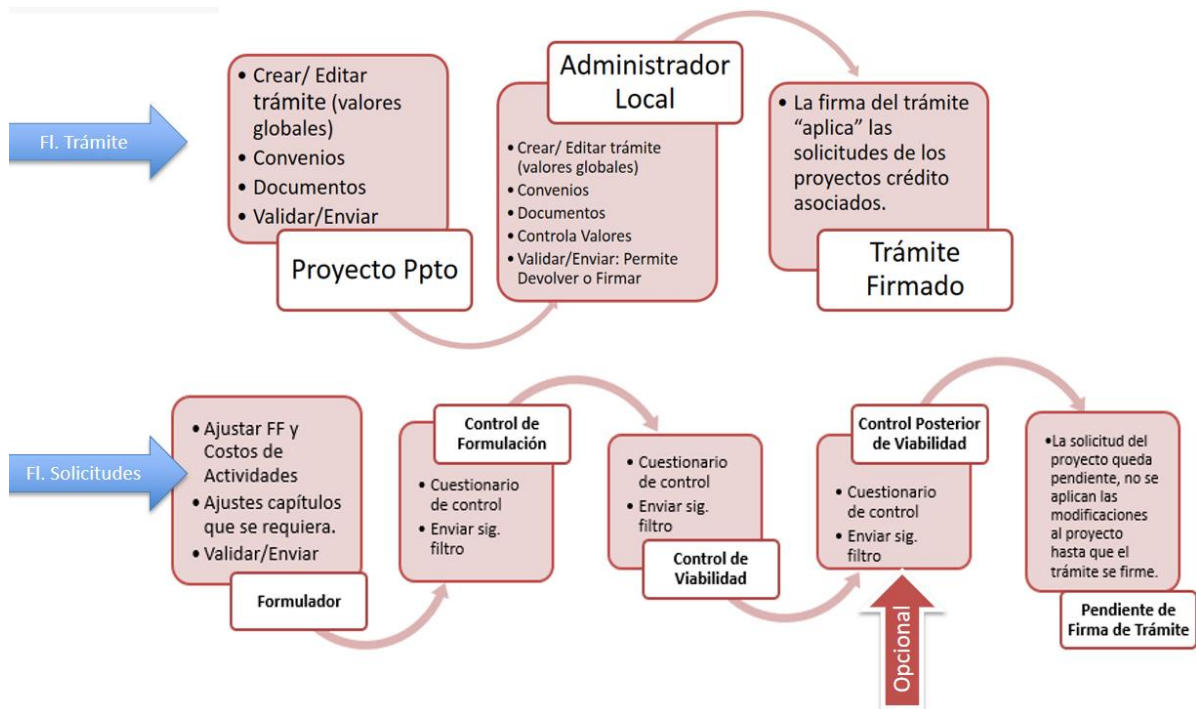 Fl. Trámite
• Crear/ Editar
trámite (valores
globales)
• Convenios
• Documentos
• Validar/Enviar
Proyecto Ppto
Administrador
Local
• Crear/ Editar trámite
(valores globales)
• Convenios
• Documentos
• Controla Valores
• Validar/Enviar: Permite
Devolver o Firmar
• La firma del trámite
“aplica” las
solicitudes de los
proyectos crédito
asociados.
Trámite
Firmado
Fl. Solicitudes
• Ajustar FF y
Costos de
Actividades
• Ajustes capítulos
que se requiera.
• Validar/Enviar
Formulador
Control de
Formulación
• Cuestionario
de control
• Enviar sig.
filtro
• Cuestionario
de control
• Enviar sig.
filtro
Control de
Viabilidad
Control Posterior
de Viabilidad
• Cuestionario
de control
• Enviar sig.
filtro
Opcional
• La solicitud del
proyecto queda
pendiente, no se
aplican las
modificaciones
al proyecto
hasta que el
trámite se firme.
Pendiente de
Firma de Trámite